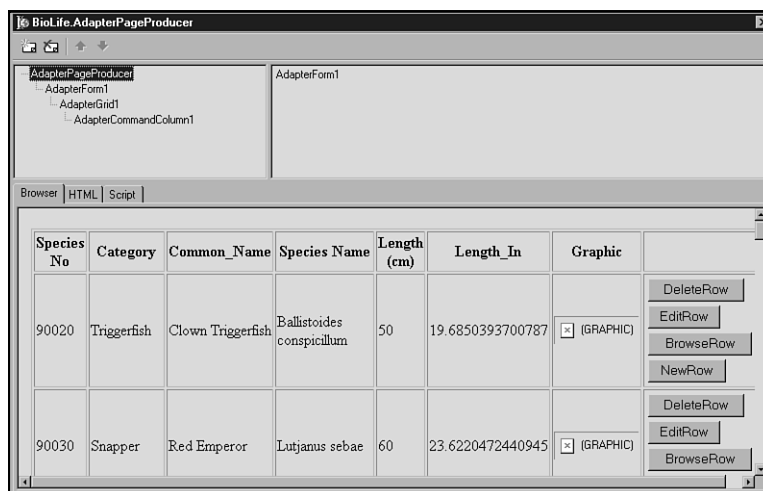 BioLife.AdapterPageProducer
AdapterPageProducer
AdapterForm1
AdapterGrid1
AdapterCommandColumn1
AdapterForm1
Browser HTML Script
Species No Category Common_Name Species Name Length (cm) Length_In Graphic
90020 Triggerfish Clown Triggerfish Ballistoides conspicillum 50 19.6850393700787 (GRAPHIC)
DeleteRow
EditRow
BrowseRow
NewRow
90030 Snapper Red Emperor Lutjanus sebae 60 23.6220472440945 (GRAPHIC)
DeleteRow
EditRow
BrowseRow